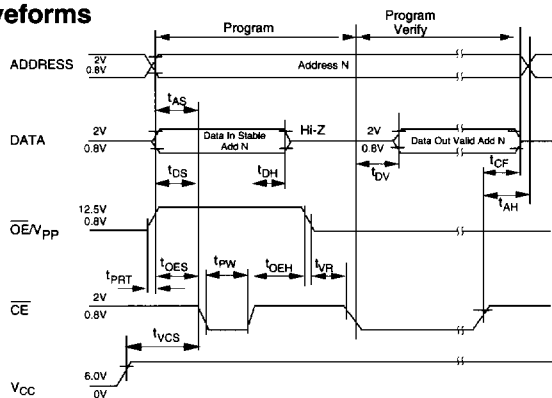 veforms
Program
Program
Verify
ADDRESS
2V
0.8V
Address N
tAS
DATA
2V
0.8V
Data In Stable
Add N
Hi-Z
2V
0.8V
Data Out Valid Add N
tDS
tDH
tDV
tCF
tAH
OE/VPP
12.5V
0.8V
tPRT
tOES
tPW
tOEH
tVR
CE
2V
0.8V
tVCS
VCC
6.0V
0V